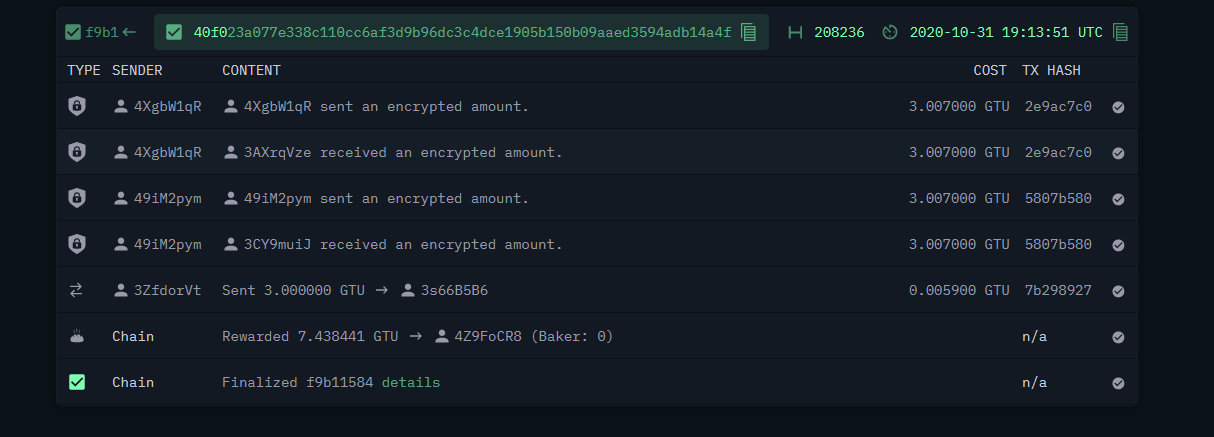 f9b1← 40f023a077e338c110cc6af3d9b96dc3c4dce1905b150b09aaed3594adb14a4f 208236 2020-10-31 19:13:51 UTC
TYPE SENDER CONTENT COST TX HASH
4XgbW1qR 4XgbW1qR sent an encrypted amount. 3.007000 GTU 2e9ac7c0
4XgbW1qR 3AXrqVze received an encrypted amount. 3.007000 GTU 2e9ac7c0
49iM2pym 49iM2pym sent an encrypted amount. 3.007000 GTU 5807b580
49iM2pym 3CY9muiJ received an encrypted amount. 3.007000 GTU 5807b580
3ZfdorVt Sent 3.000000 GTU → 3s66B5B6 0.005900 GTU 7b298927
Chain Rewarded 7.438441 GTU → 4Z9FoCR8 (Baker: 0) n/a
Chain Finalized f9b11584 details n/a